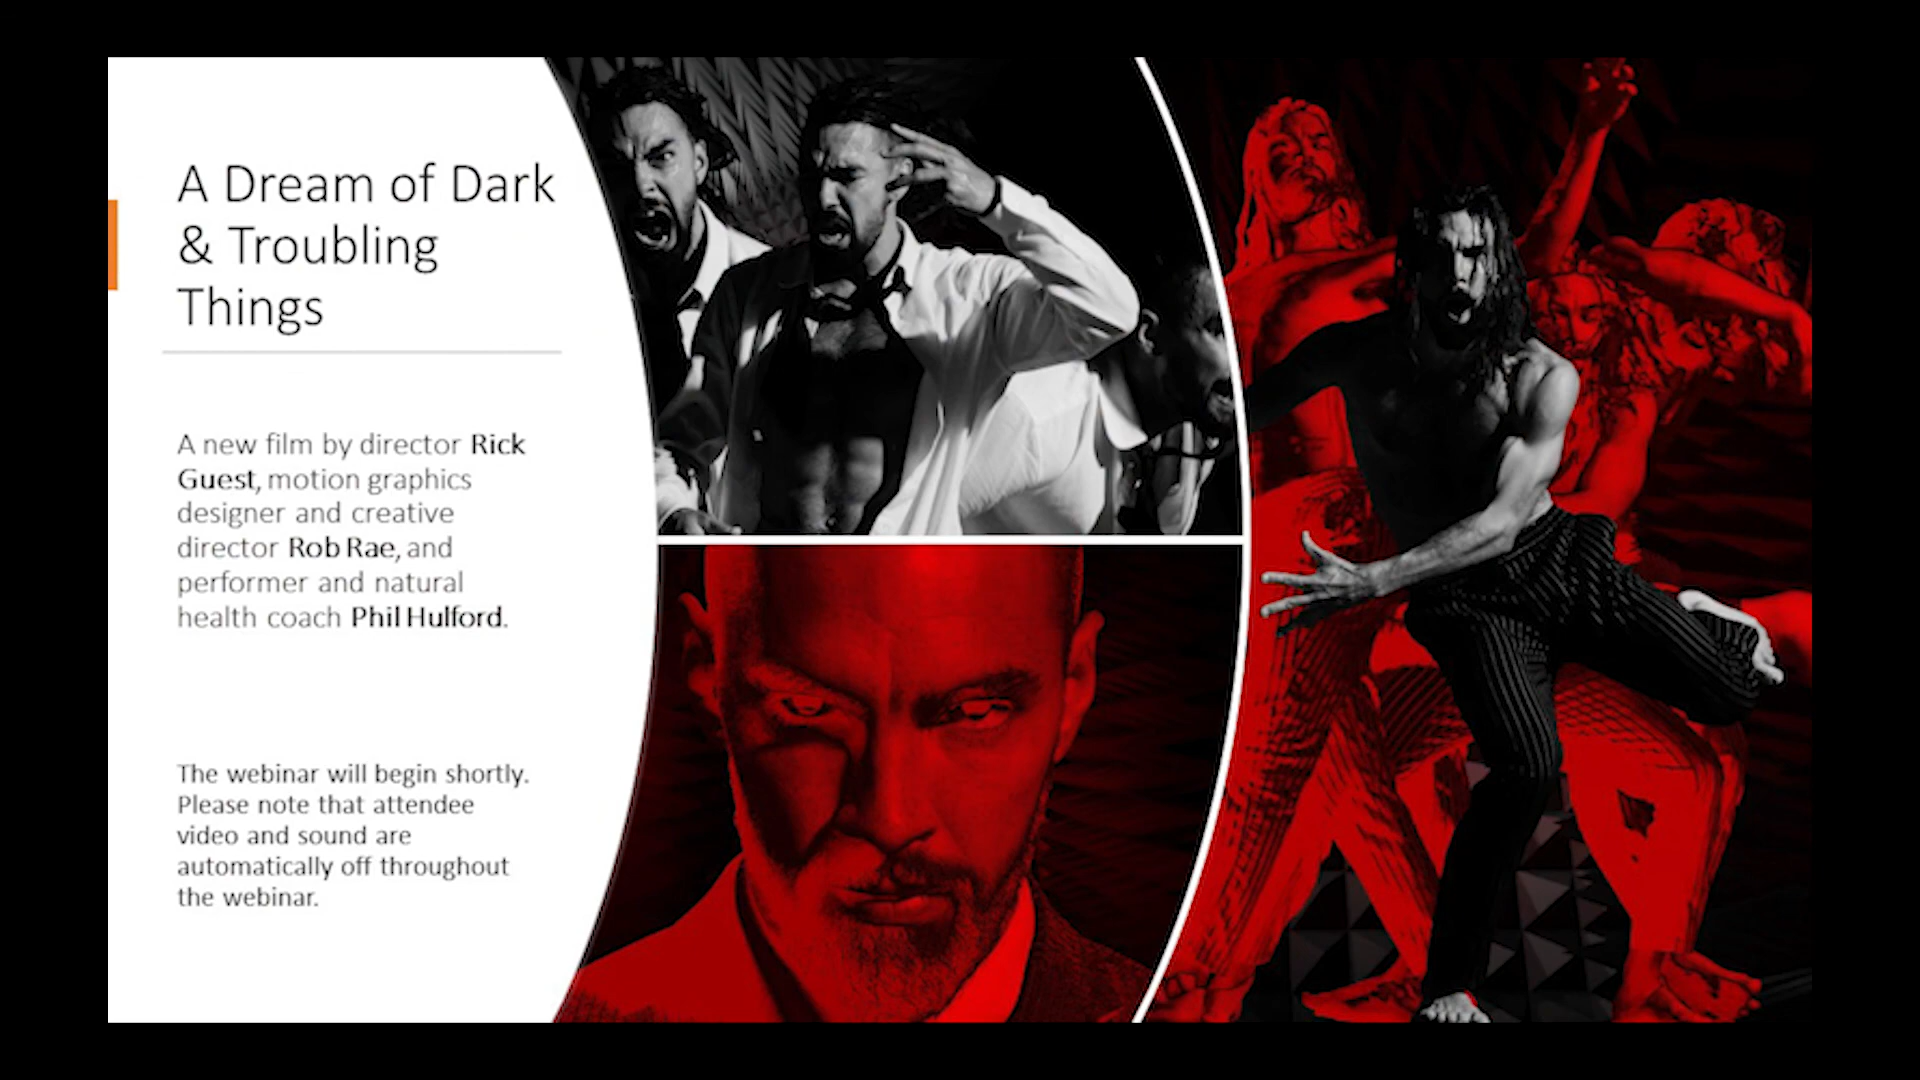 A Dream of Dark
& Troubling
Things
A new film by director Rick
Guest, motion graphics
designer and creative
director Rob Rae, and
performer and natural
health coach Phil Hulford.
The webinar will begin shortly.
Please note that attendee
video and sound are
automatically off throughout
the webinar.